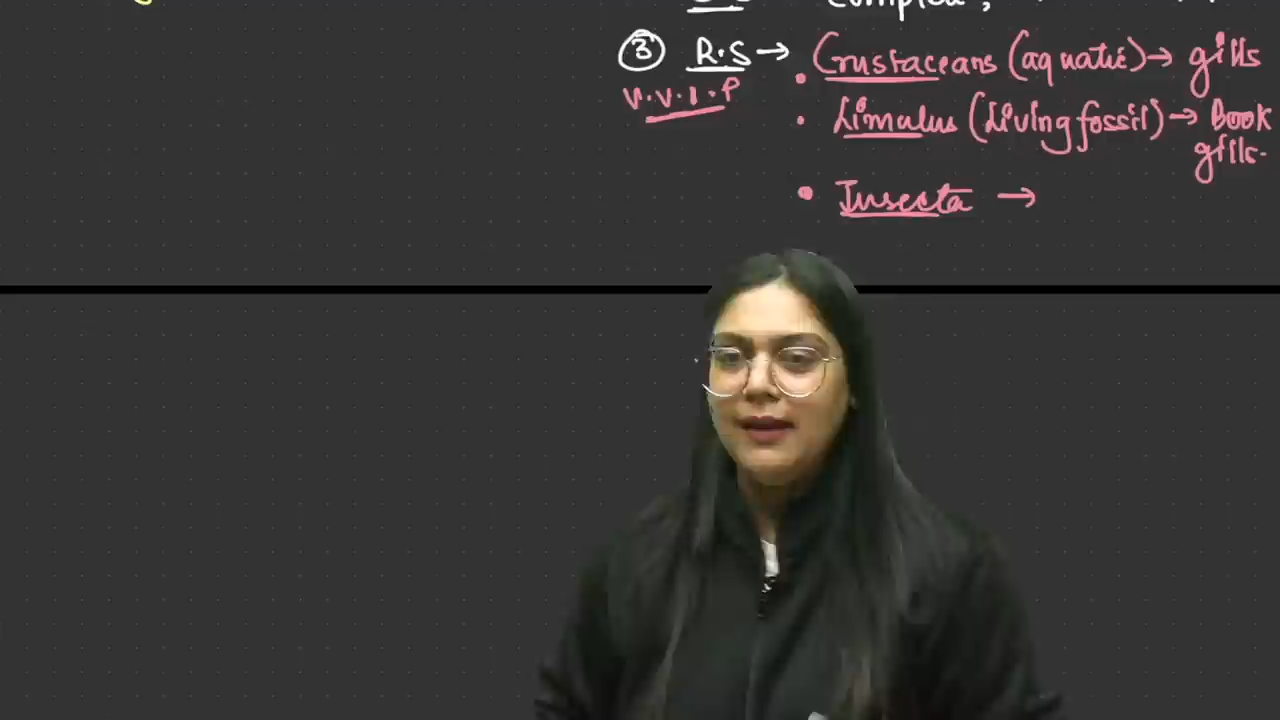 ③ R.S → • Crustaceans (aquatic) → gills
V.V.I.P
• Limulus (Living fossil) → Book
gills.
• Insecta →